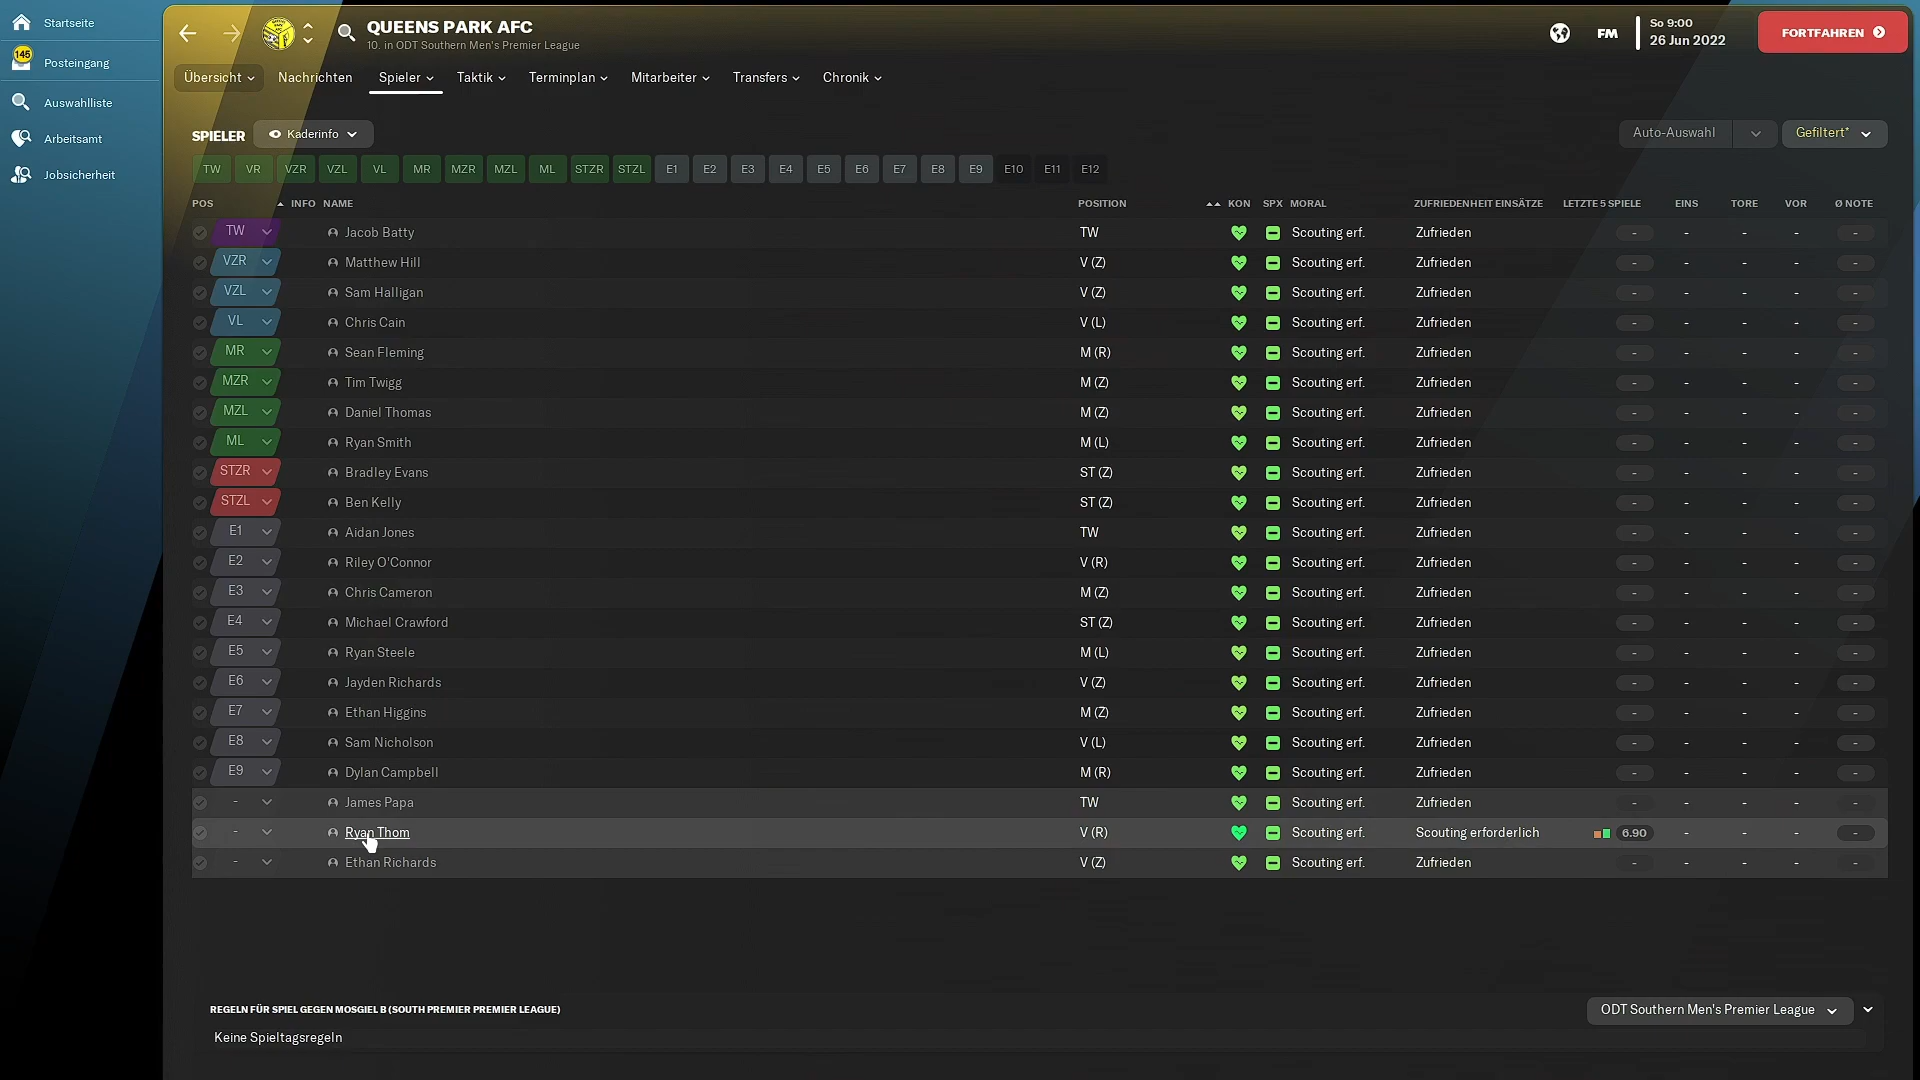 Startseite
145
Posteingang
Auswahlliste
Arbeitsamt
Jobsicherheit
QUEENS PARK AFC
10. in ODT Southern Men's Premier League
FM
So 9:00
26 Jun 2022
FORTFAHREN
Übersicht Nachrichten Spieler Taktik Terminplan Mitarbeiter Transfers Chronik
SPIELER Kaderinfo Auto-Auswahl Gefiltert*
TW VR VZR VZL VL MR MZR MZL ML STZR STZL E1 E2 E3 E4 E5 E6 E7 E8 E9 E10 E11 E12
POS INFO NAME POSITION KON SPX MORAL ZUFRIEDENHEIT EINSÄTZE LETZTE 5 SPIELE EINS TORE VOR Ø NOTE
TW Jacob Batty TW Scouting erf. Zufrieden - - - - -
VZR Matthew Hill V (Z) Scouting erf. Zufrieden - - - - -
VZL Sam Halligan V (Z) Scouting erf. Zufrieden - - - - -
VL Chris Cain V (L) Scouting erf. Zufrieden - - - - -
MR Sean Fleming M (R) Scouting erf. Zufrieden - - - - -
MZR Tim Twigg M (Z) Scouting erf. Zufrieden - - - - -
MZL Daniel Thomas M (Z) Scouting erf. Zufrieden - - - - -
ML Ryan Smith M (L) Scouting erf. Zufrieden - - - - -
STZR Bradley Evans ST (Z) Scouting erf. Zufrieden - - - - -
STZL Ben Kelly ST (Z) Scouting erf. Zufrieden - - - - -
E1 Aidan Jones TW Scouting erf. Zufrieden - - - - -
E2 Riley O'Connor V (R) Scouting erf. Zufrieden - - - - -
E3 Chris Cameron M (Z) Scouting erf. Zufrieden - - - - -
E4 Michael Crawford ST (Z) Scouting erf. Zufrieden - - - - -
E5 Ryan Steele M (L) Scouting erf. Zufrieden - - - - -
E6 Jayden Richards V (Z) Scouting erf. Zufrieden - - - - -
E7 Ethan Higgins M (Z) Scouting erf. Zufrieden - - - - -
E8 Sam Nicholson V (L) Scouting erf. Zufrieden - - - - -
E9 Dylan Campbell M (R) Scouting erf. Zufrieden - - - - -
- James Papa TW Scouting erf. Zufrieden - - - - -
- Ryan Thom V (R) Scouting erf. Scouting erforderlich 6.90 - - - -
- Ethan Richards V (Z) Scouting erf. Zufrieden - - - - -
REGELN FÜR SPIEL GEGEN MOSGIEL B (SOUTH PREMIER PREMIER LEAGUE)
ODT Southern Men's Premier League
Keine Spieltagsregeln